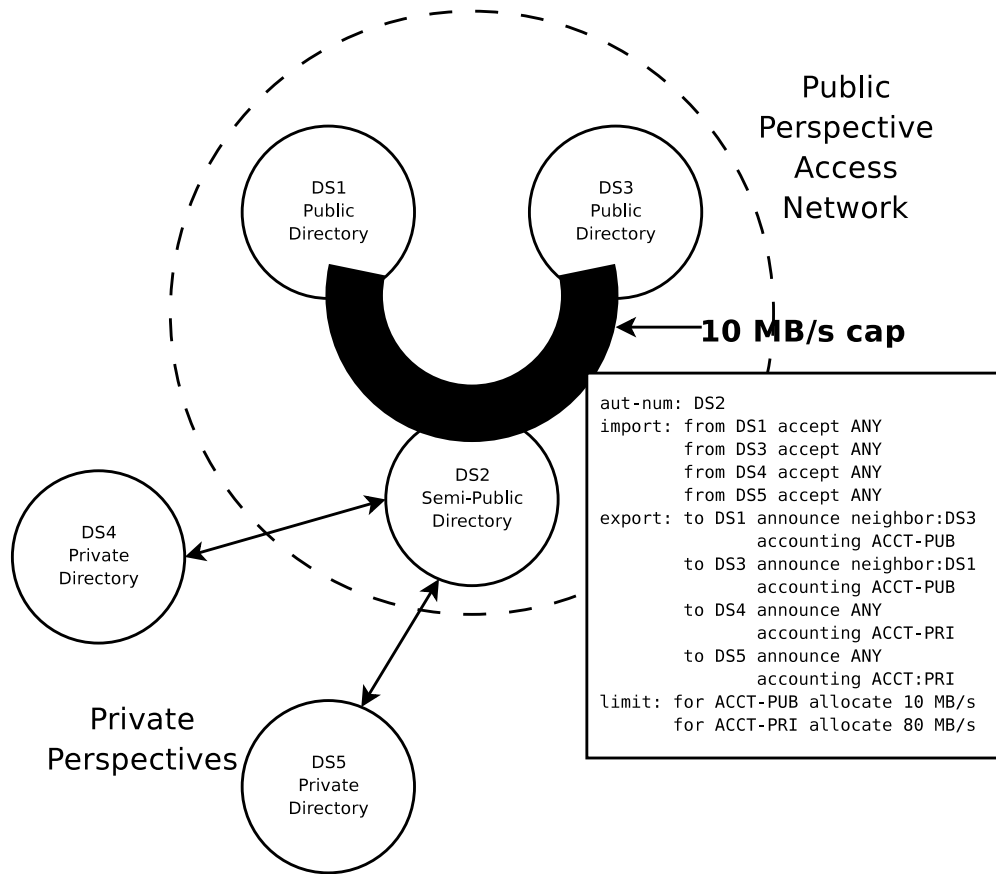 Public
Perspective
Access
Network
DS1
Public
Directory
DS3
Public
Directory
10 MB/s cap
aut-num: DS2
import: from DS1 accept ANY
from DS3 accept ANY
from DS4 accept ANY
from DS5 accept ANY
export: to DS1 announce neighbor:DS3
accounting ACCT-PUB
to DS3 announce neighbor:DS1
accounting ACCT-PUB
to DS4 announce ANY
accounting ACCT-PRI
to DS5 announce ANY
accounting ACCT:PRI
limit: for ACCT-PUB allocate 10 MB/s
for ACCT-PRI allocate 80 MB/s
DS2
Semi-Public
Directory
DS4
Private
Directory
Private
Perspectives
DS5
Private
Directory